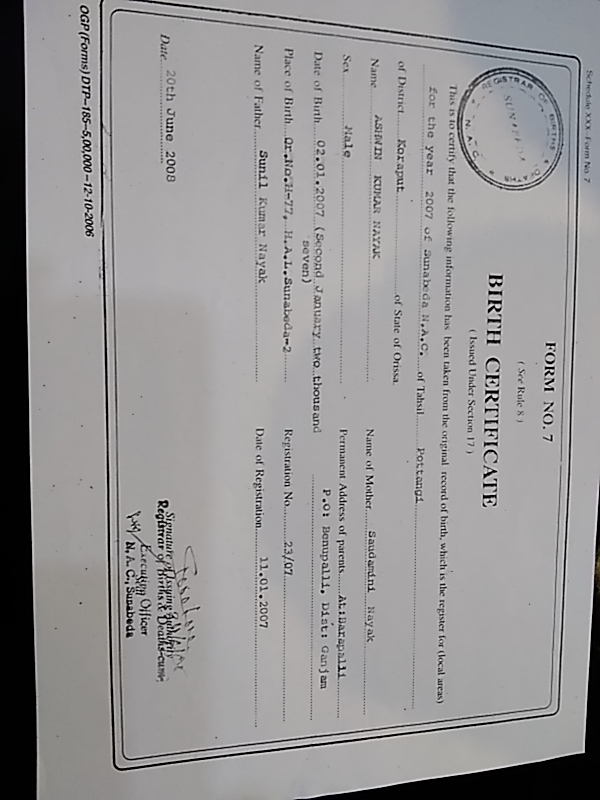 Schedule XXX-Form No.7
FORM NO. 7
( See Rule 8 )
BIRTH CERTIFICATE
( Issued Under Section 17 )
REGISTRAR OF BIRTHS & DEATHS
SUNABEDA
N. A. C.
This is to certify that the following information has been taken from the original record of birth, which is the register for (local areas)
for the year 2007 of Sunabeda N.A.C. of Tahsil Pottangi
of District Koraput of State of Orissa.
Name ASHWIN KUMAR NAYAK Name of Mother Saudamini Nayak
Sex Male Permanent Address of parents At:Barapalli
P.O: Bomupalli, Dist: Ganjam
Date of Birth 02.01.2007 (Second January two thousand
seven)
Place of Birth Qr.No.H-77, H.A.L.Sunabeda-2 Registration No. 23/07
Name of Father Sunil Kumar Nayak Date of Registration 11.01.2007
Date 20th June 2008
Signature of Issuing authority
Registrar of Births & Deaths-cum-
Executive Officer
N. A. C., Sunabeda
OGP (Forms) DTP-185-5,00,000-12-10-2006